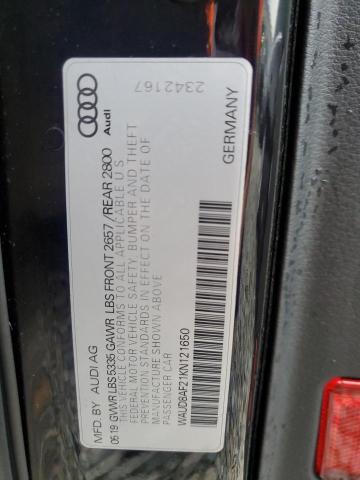 MFD. BY AUDI AG
05 19 GVWR LBS 5335 GAWR LBS FRONT 2657/REAR 2800
THIS VEHICLE CONFORMS TO ALL APPLICABLE U S
FEDERAL MOTOR VEHICLE SAFETY, BUMPER AND THEFT
PREVENTION STANDARDS IN EFFECT ON THE DATE OF
MANUFACTURE SHOWN ABOVE
PASSENGER CAR
WAUD8AF21KN121650
GERMANY
Audi
2342167